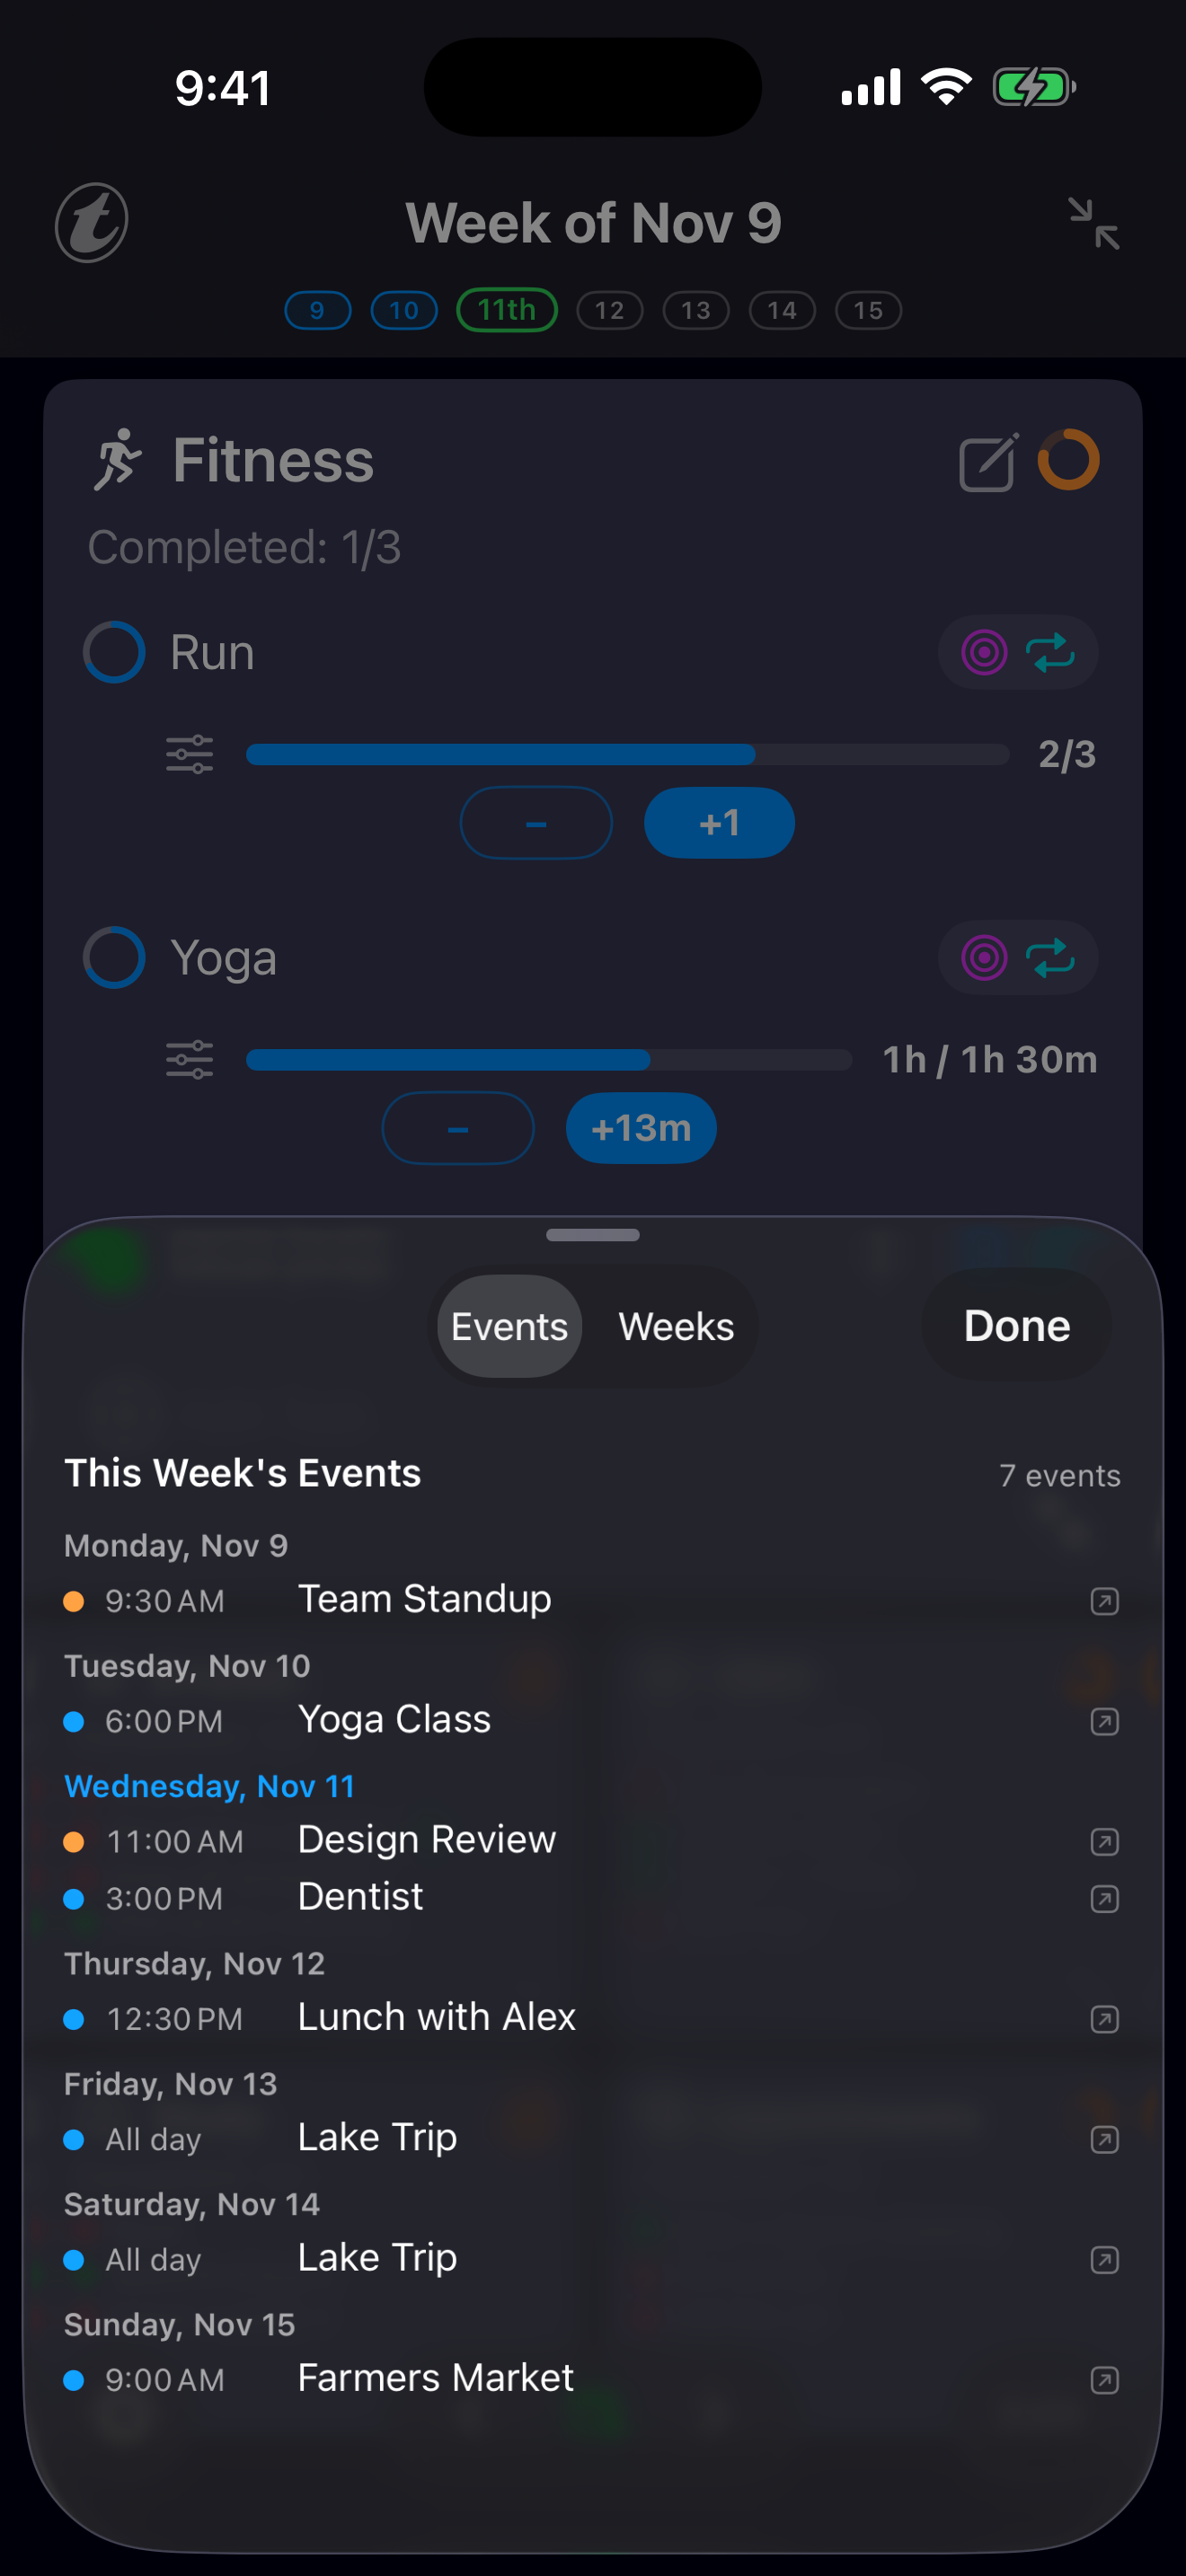 9:41
Week of Nov 9
9 10 11th 12 13 14 15
Fitness
Completed: 1/3
Run
2/3
– +1
Yoga
1h / 1h 30m
– +13m
Events Weeks Done
This Week's Events 7 events
Monday, Nov 9
9:30 AM Team Standup
Tuesday, Nov 10
6:00 PM Yoga Class
Wednesday, Nov 11
11:00 AM Design Review
3:00 PM Dentist
Thursday, Nov 12
12:30 PM Lunch with Alex
Friday, Nov 13
All day Lake Trip
Saturday, Nov 14
All day Lake Trip
Sunday, Nov 15
9:00 AM Farmers Market